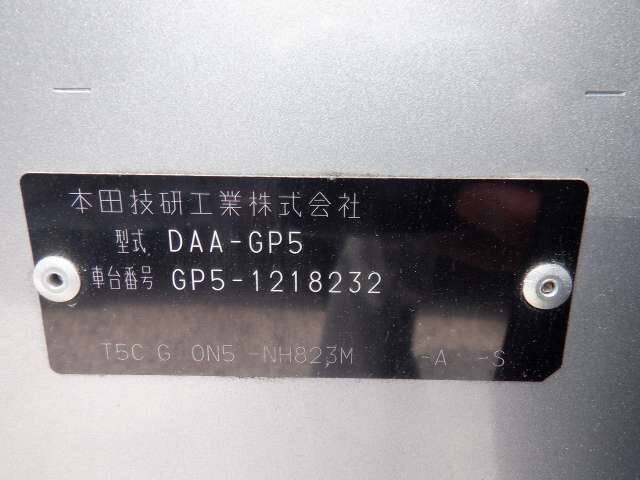 本田技研工業株式会社
型式 DAA-GP5
車台番号 GP5-1218232
T5C G ON5 -NH823M -A -S